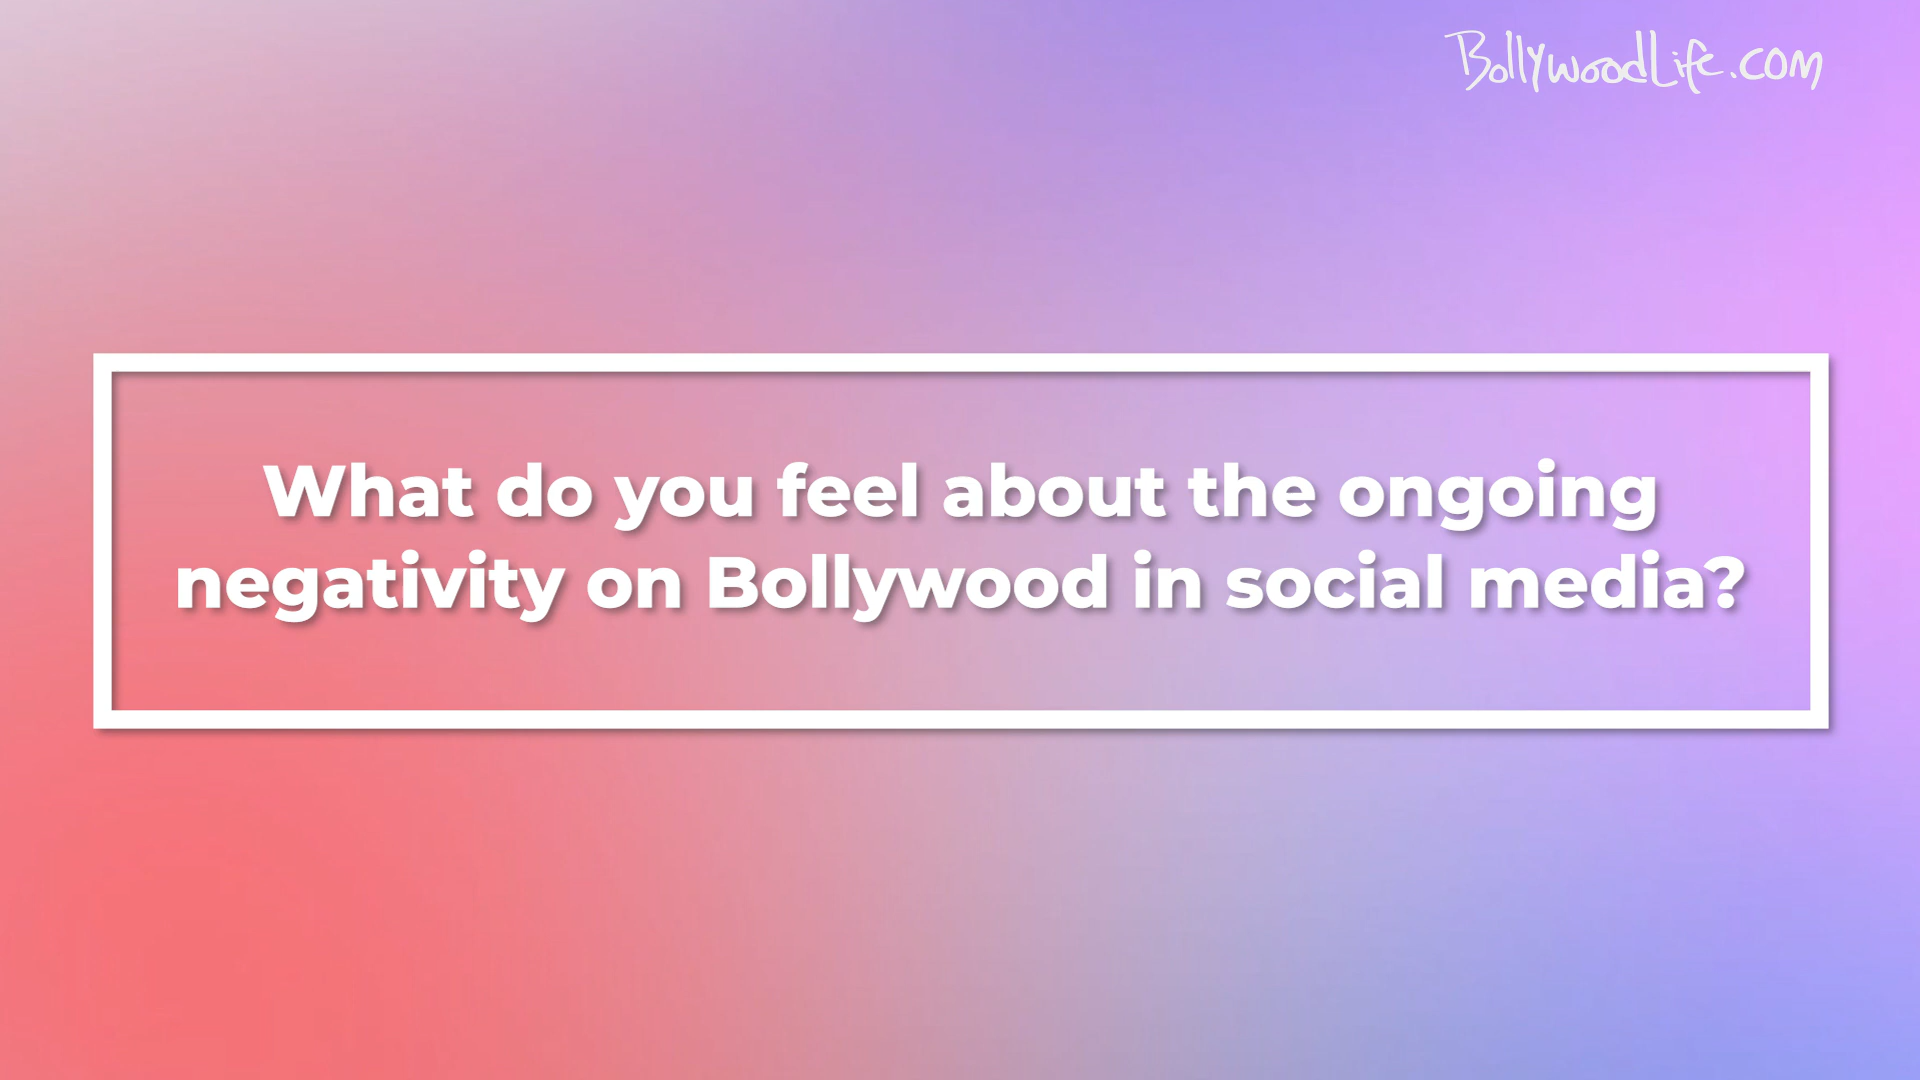 BollywoodLife.com
What do you feel about the ongoing
negativity on Bollywood in social media?